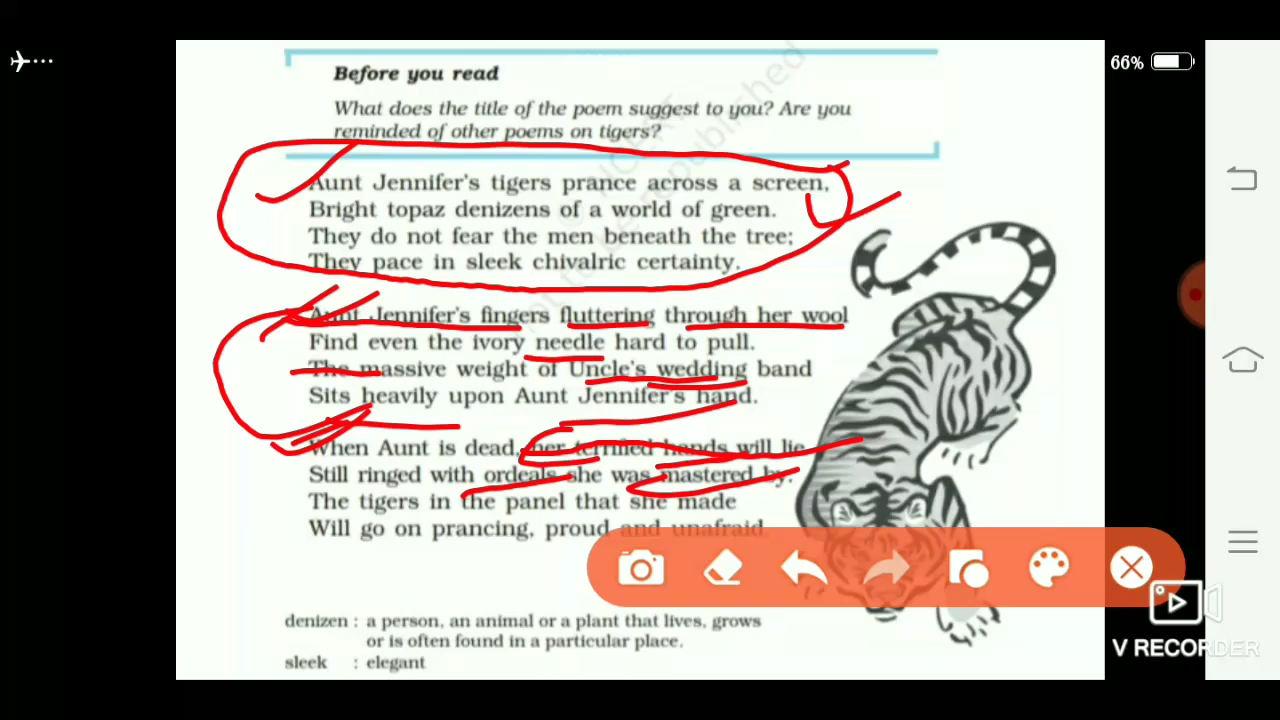 66%
Before you read
What does the title of the poem suggest to you? Are you
reminded of other poems on tigers?
Aunt Jennifer's tigers prance across a screen,
Bright topaz denizens of a world of green.
They do not fear the men beneath the tree;
They pace in sleek chivalric certainty.
Aunt Jennifer's fingers fluttering through her wool
Find even the ivory needle hard to pull.
The massive weight of Uncle's wedding band
Sits heavily upon Aunt Jennifer's hand.
When Aunt is dead, her terrified hands will lie
Still ringed with ordeals she was mastered by.
The tigers in the panel that she made
Will go on prancing, proud and unafraid.
denizen : a person, an animal or a plant that lives, grows
or is often found in a particular place.
sleek : elegant
V RECORDER